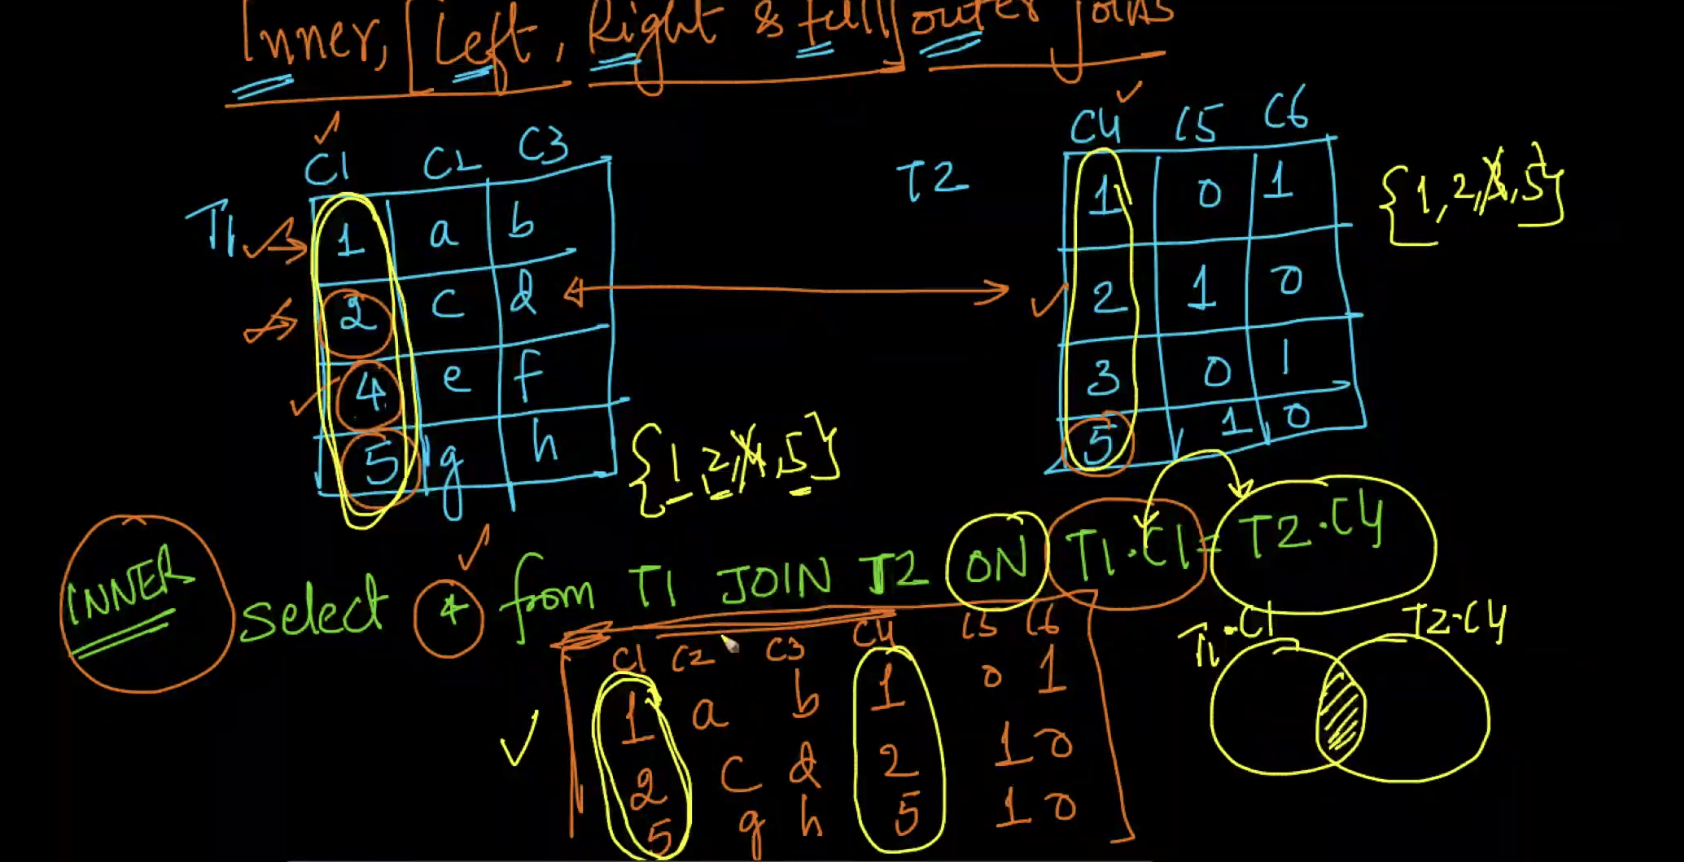 Inner, [Left, Right & full] outer joins
C1 C2 C3
T1
1 a b
2 c d
4 e f
5 g h
{1, 2, 4, 5}
T2
C4 C5 C6
1 0 1
2 1 0
3 0 1
5 1 0
{1, 2, 3, 5}
INNER select * from T1 JOIN T2 ON T1.C1 = T2.C4
C1 C2 C3 C4 C5 C6
1 a b 1 0 1
2 c d 2 1 0
5 g h 5 1 0
T1.C1 T2.C4